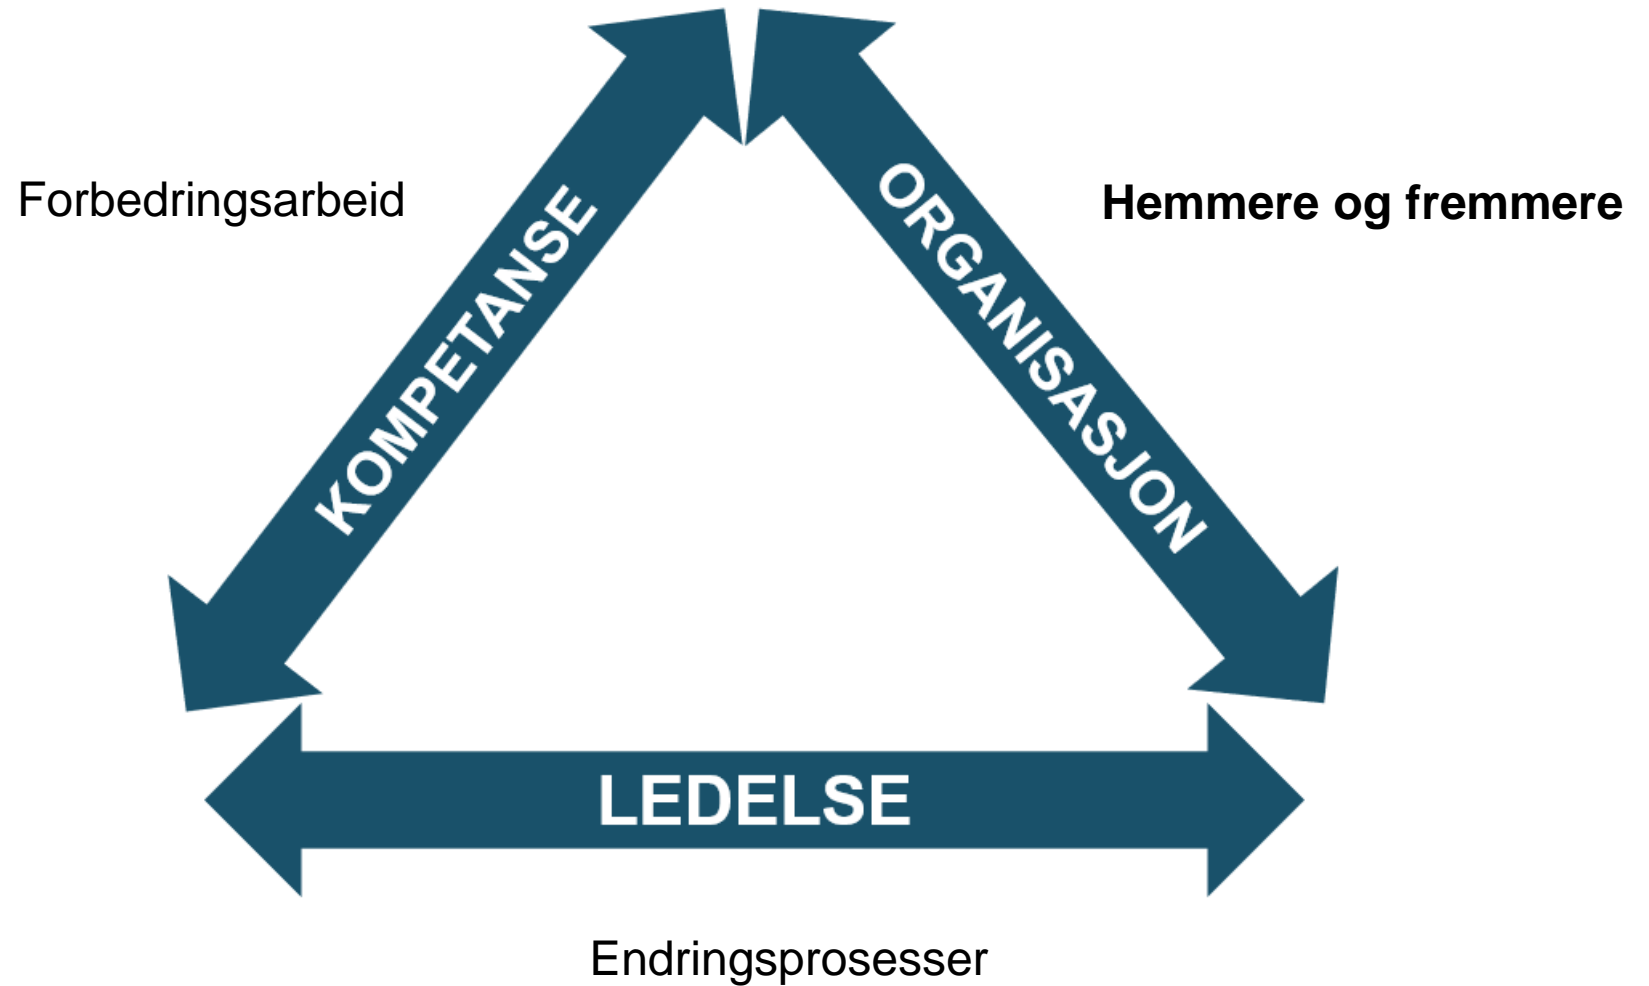 Forbedringsarbeid
KOMPETANSE
ORGANISASJON
Hemmere og fremmere
LEDELSE
Endringsprosesser